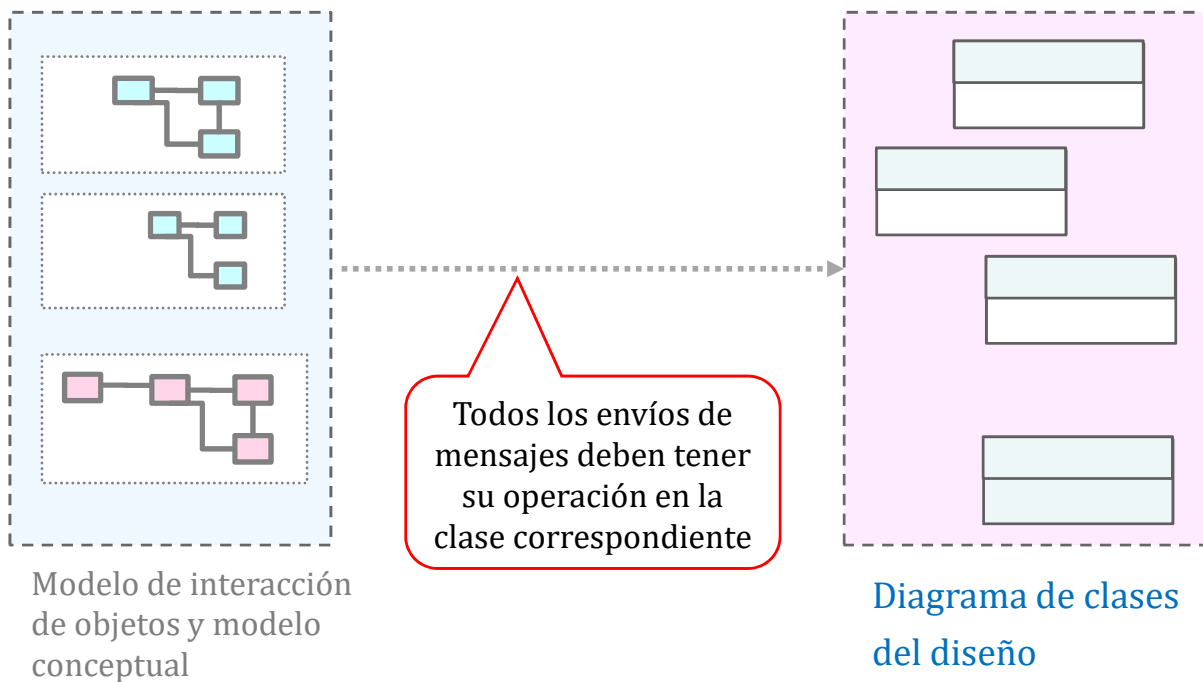 Todos los envíos de
mensajes deben tener
su operación en la
clase correspondiente
Modelo de interacción
de objetos y modelo
conceptual
Diagrama de clases
del diseño